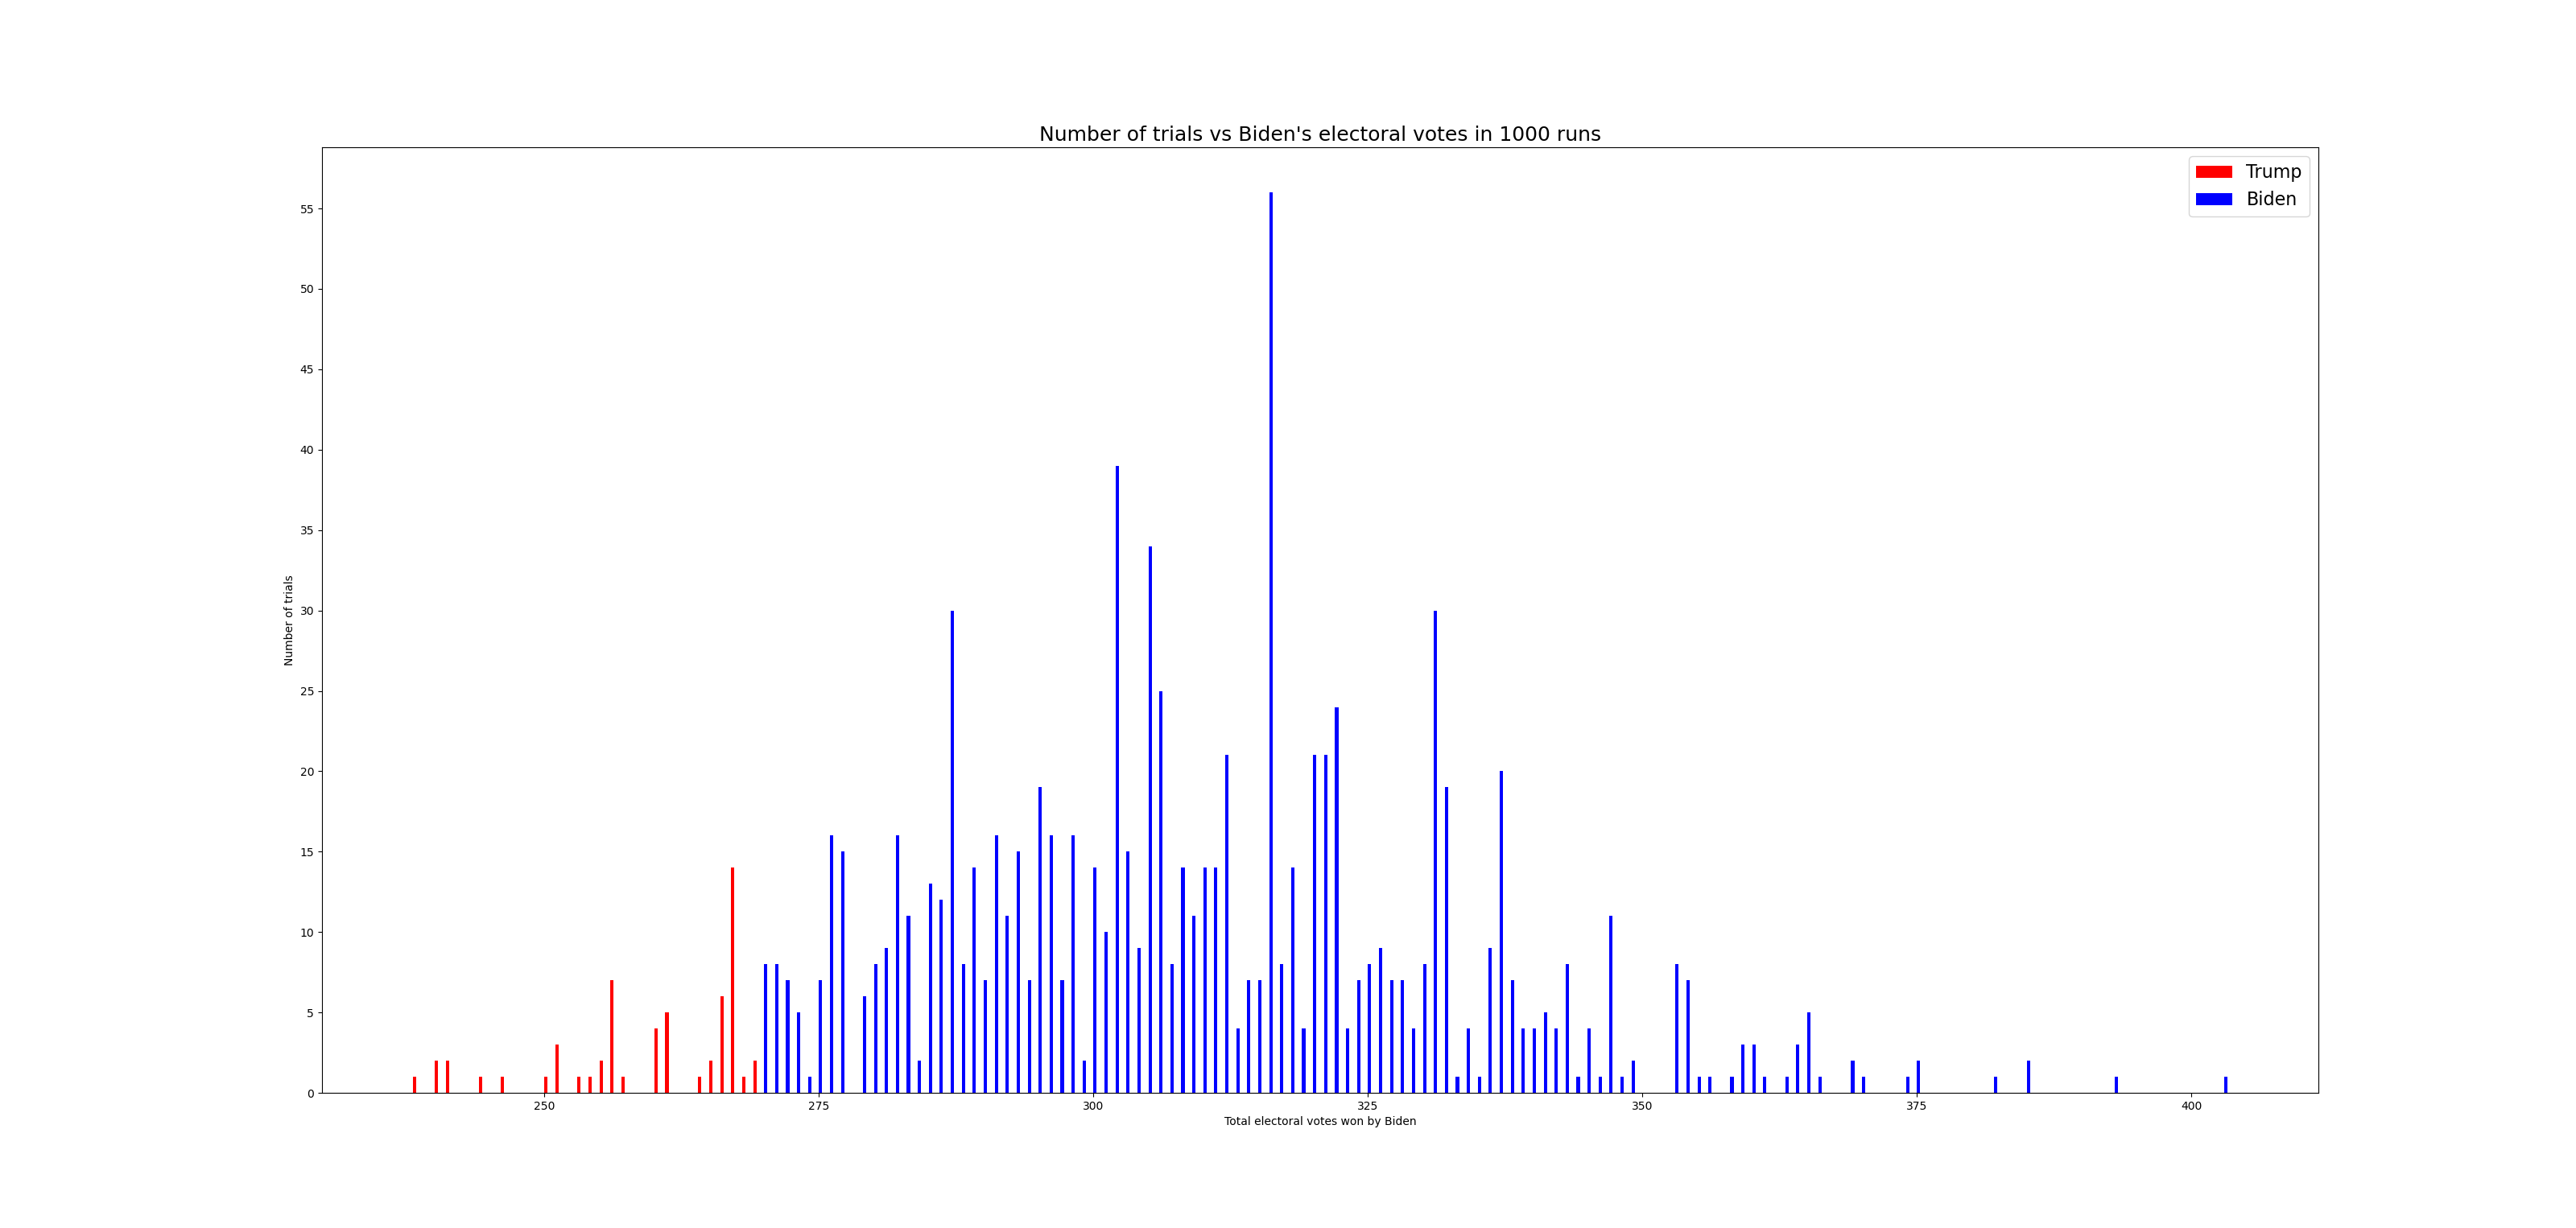 Number of trials vs Biden's electoral votes in 1000 runs
Trump
Biden
55
50
45
40
35
30
25
20
15
10
5
0
Number of trials
250 275 300 325 350 375 400
Total electoral votes won by Biden